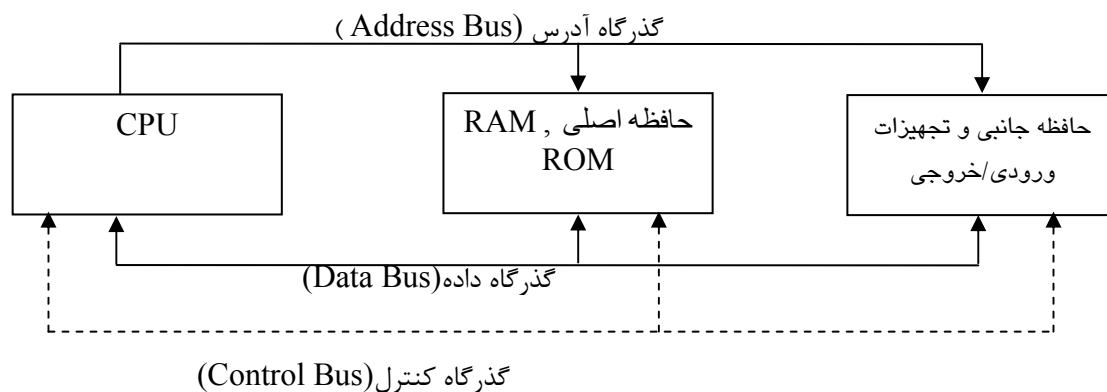 گذرگاه آدرس (Address Bus )
CPU
حافظه اصلی , RAM
ROM
حافظه جانبی و تجهیزات
ورودی/خروجی
گذرگاه داده(Data Bus)
گذرگاه کنترل(Control Bus)